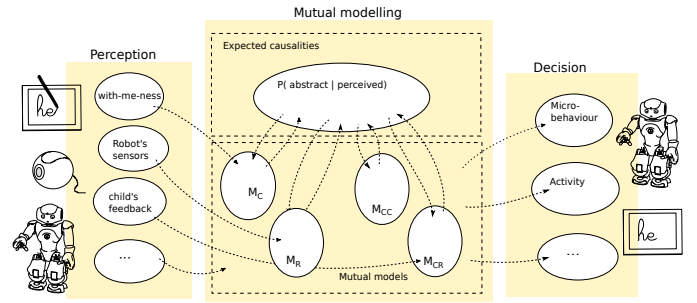 Mutual modelling
Perception
Decision
Expected causalities
P( abstract | perceived)
with-me-ness
Robot's
sensors
child's
feedback
...
he
M_C
M_R
M_CC
M_CR
Mutual models
Micro-
behaviour
Activity
...
he